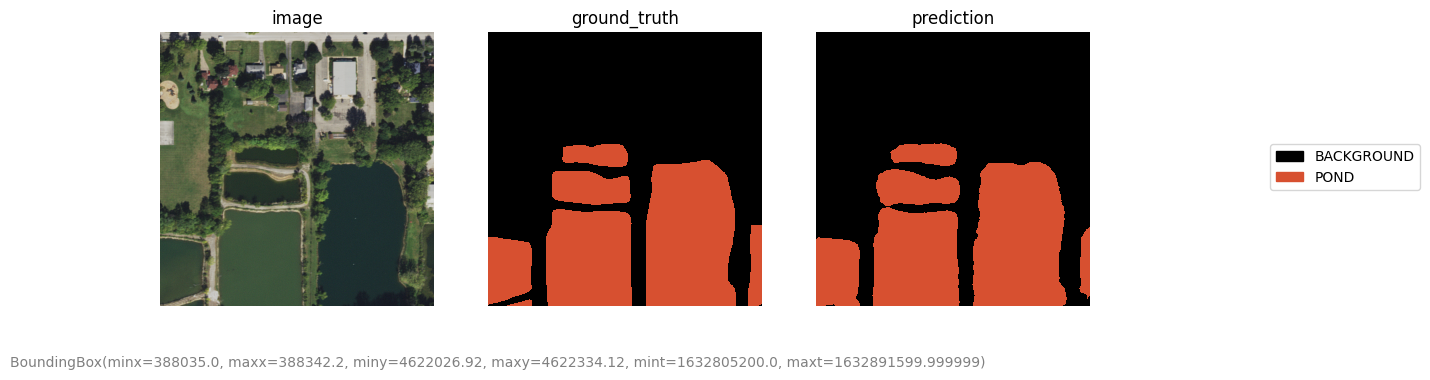 image
ground_truth
prediction
BACKGROUND
POND
BoundingBox(minx=388035.0, maxx=388342.2, miny=4622026.92, maxy=4622334.12, mint=1632805200.0, maxt=1632891599.999999)